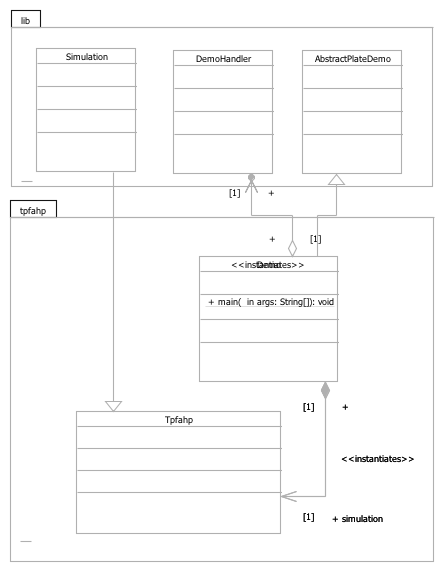 lib
Simulation
DemoHandler
AbstractPlateDemo
[1]
+
tpfahp
+
[1]
<<instantiates>>
Demo
+ main( in args: String[]): void
[1]
+
Tpfahp
<<instantiates>>
[1]
+ simulation